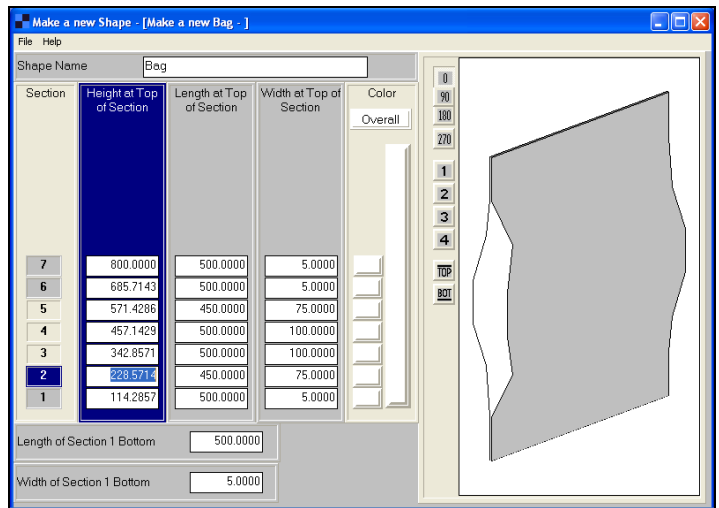 Make a new Shape - [Make a new Bag - ]
File Help
Shape Name Bag
Section Height at Top of Section Length at Top of Section Width at Top of Section Color
Overall
7 800.0000 500.0000 5.0000
6 685.7143 500.0000 5.0000
5 571.4286 450.0000 75.0000
4 457.1429 500.0000 100.0000
3 342.8571 500.0000 100.0000
2 228.5714 450.0000 75.0000
1 114.2857 500.0000 5.0000
Length of Section 1 Bottom 500.0000
Width of Section 1 Bottom 5.0000
0
90
180
270
1
2
3
4
TOP
BOT